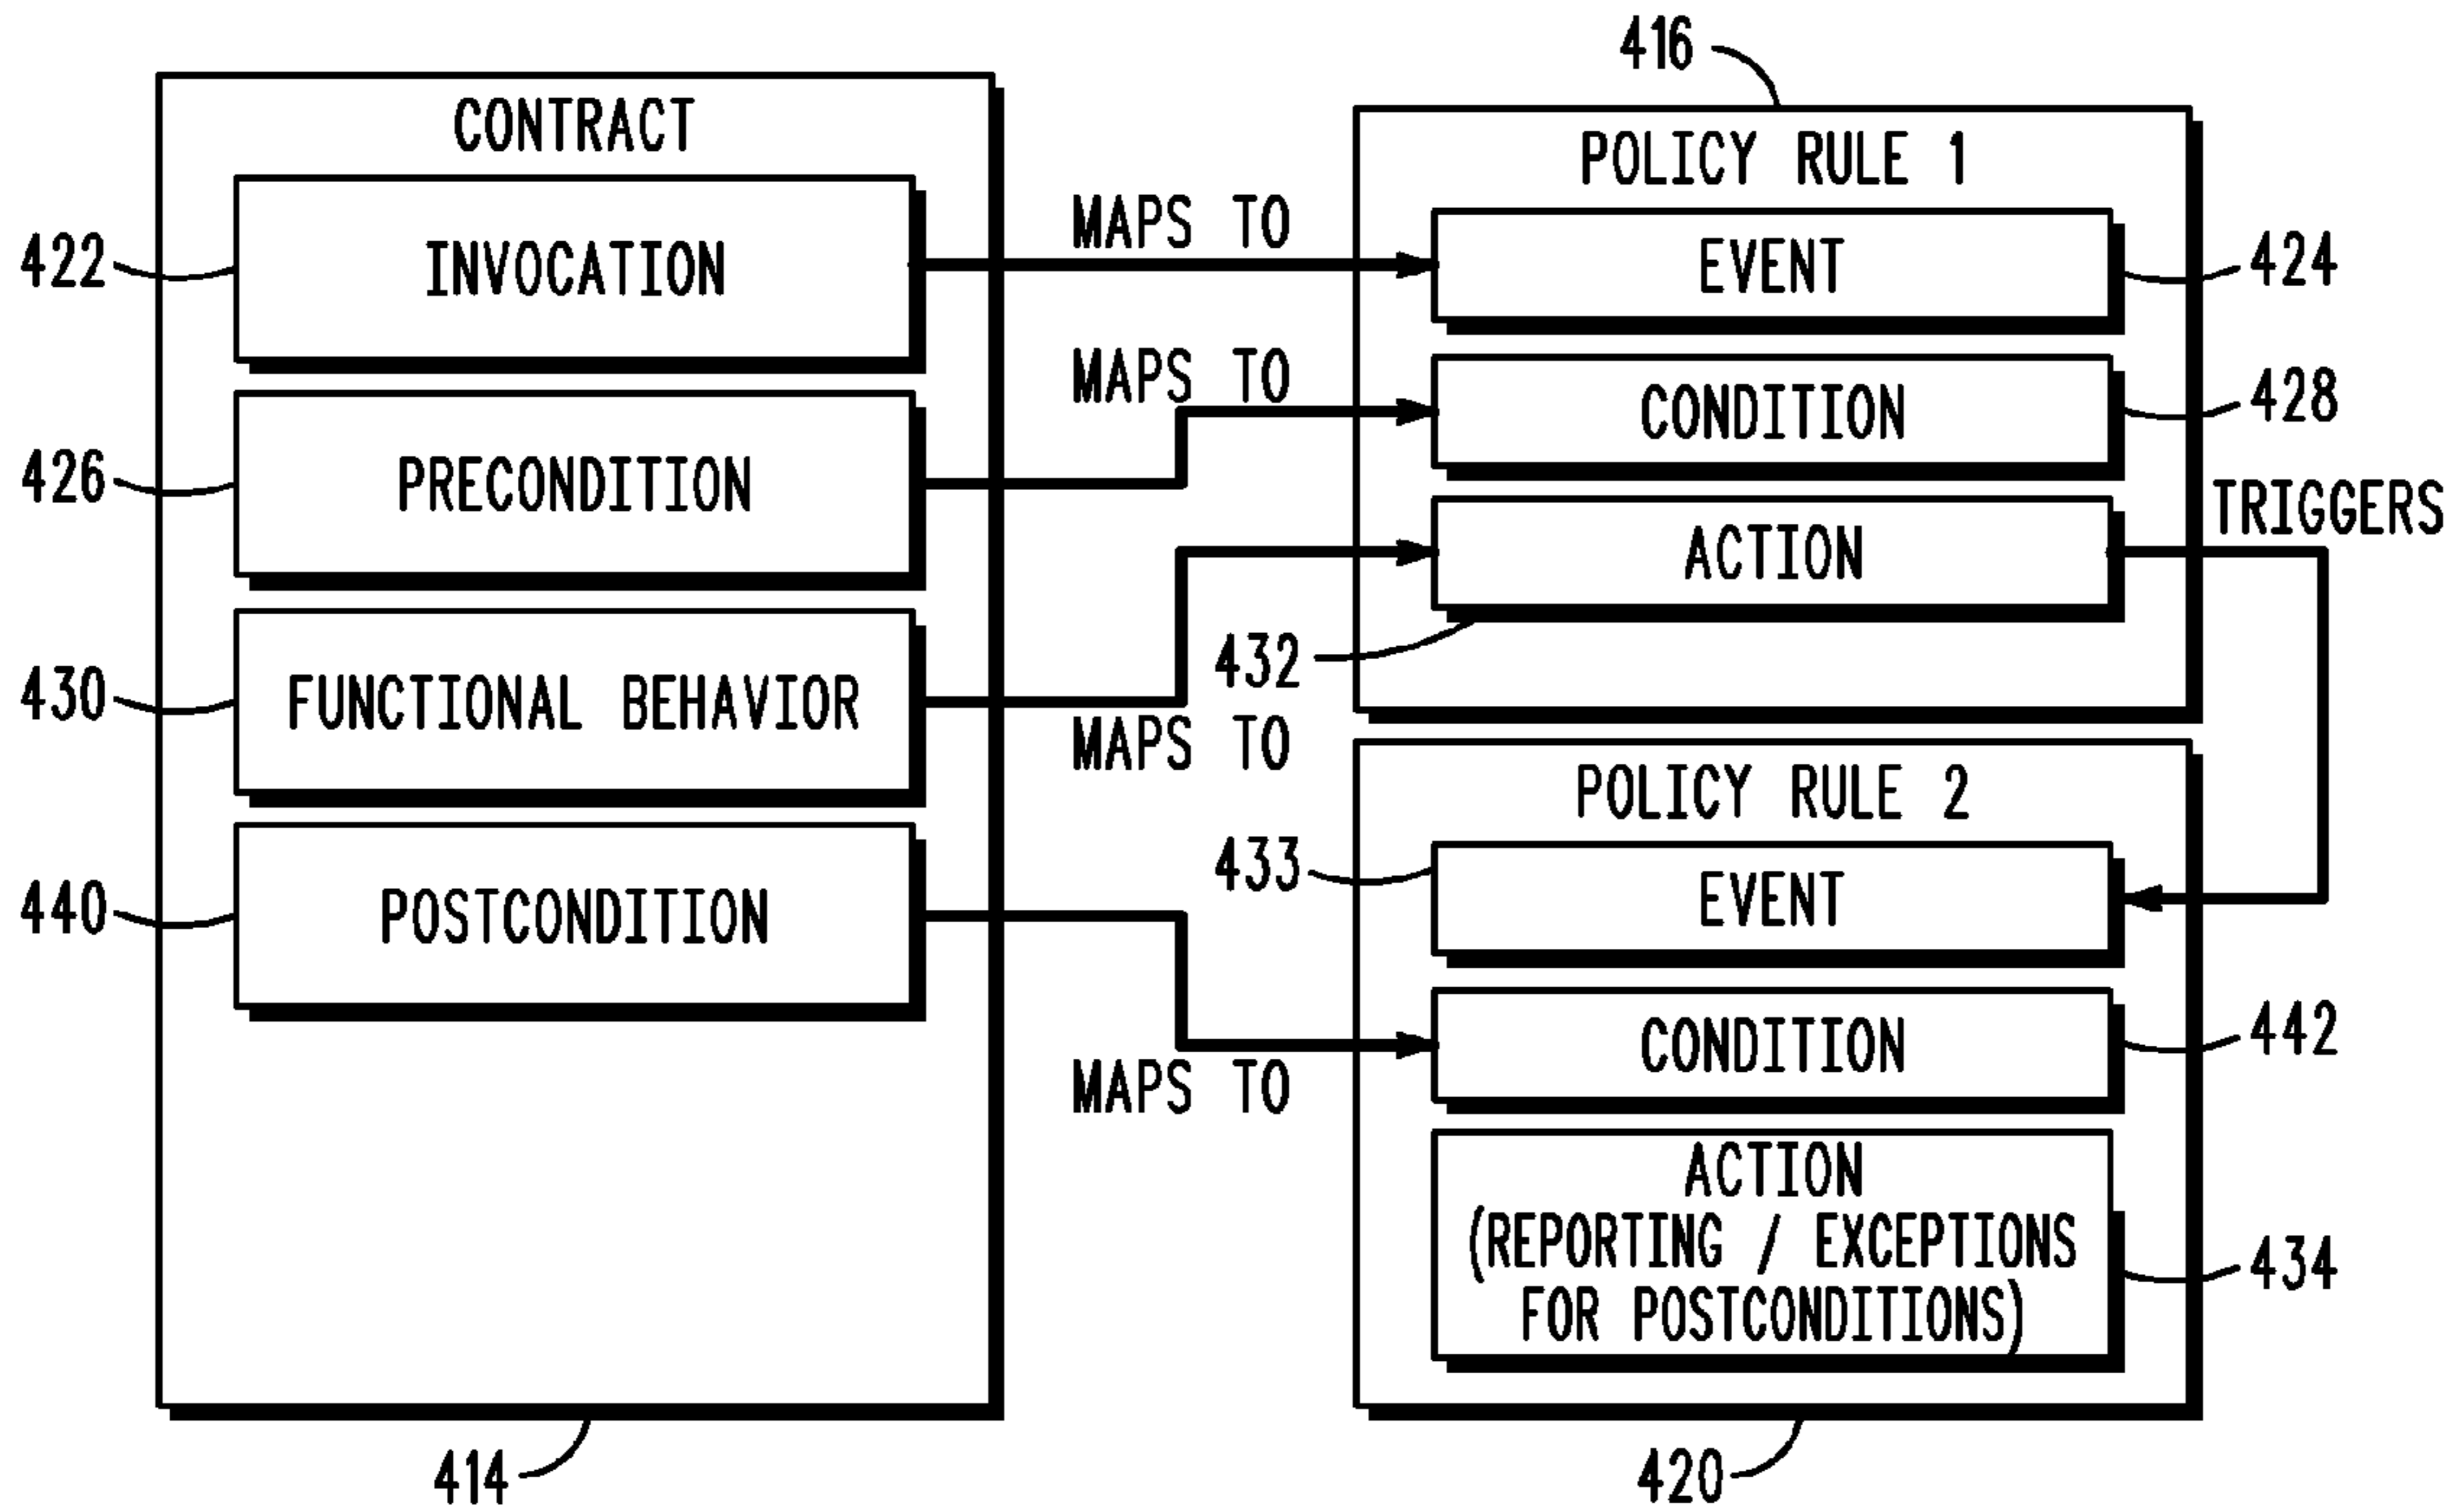 416
CONTRACT
POLICY RULE 1
MAPS TO
422
INVOCATION
EVENT
424
MAPS TO
CONDITION
428
426
PRECONDITION
TRIGGERS
ACTION
432
430
FUNCTIONAL BEHAVIOR
MAPS TO
POLICY RULE 2
433
EVENT
440
POSTCONDITION
CONDITION
442
MAPS TO
ACTION
(REPORTING / EXCEPTIONS
FOR POSTCONDITIONS)
434
414
420